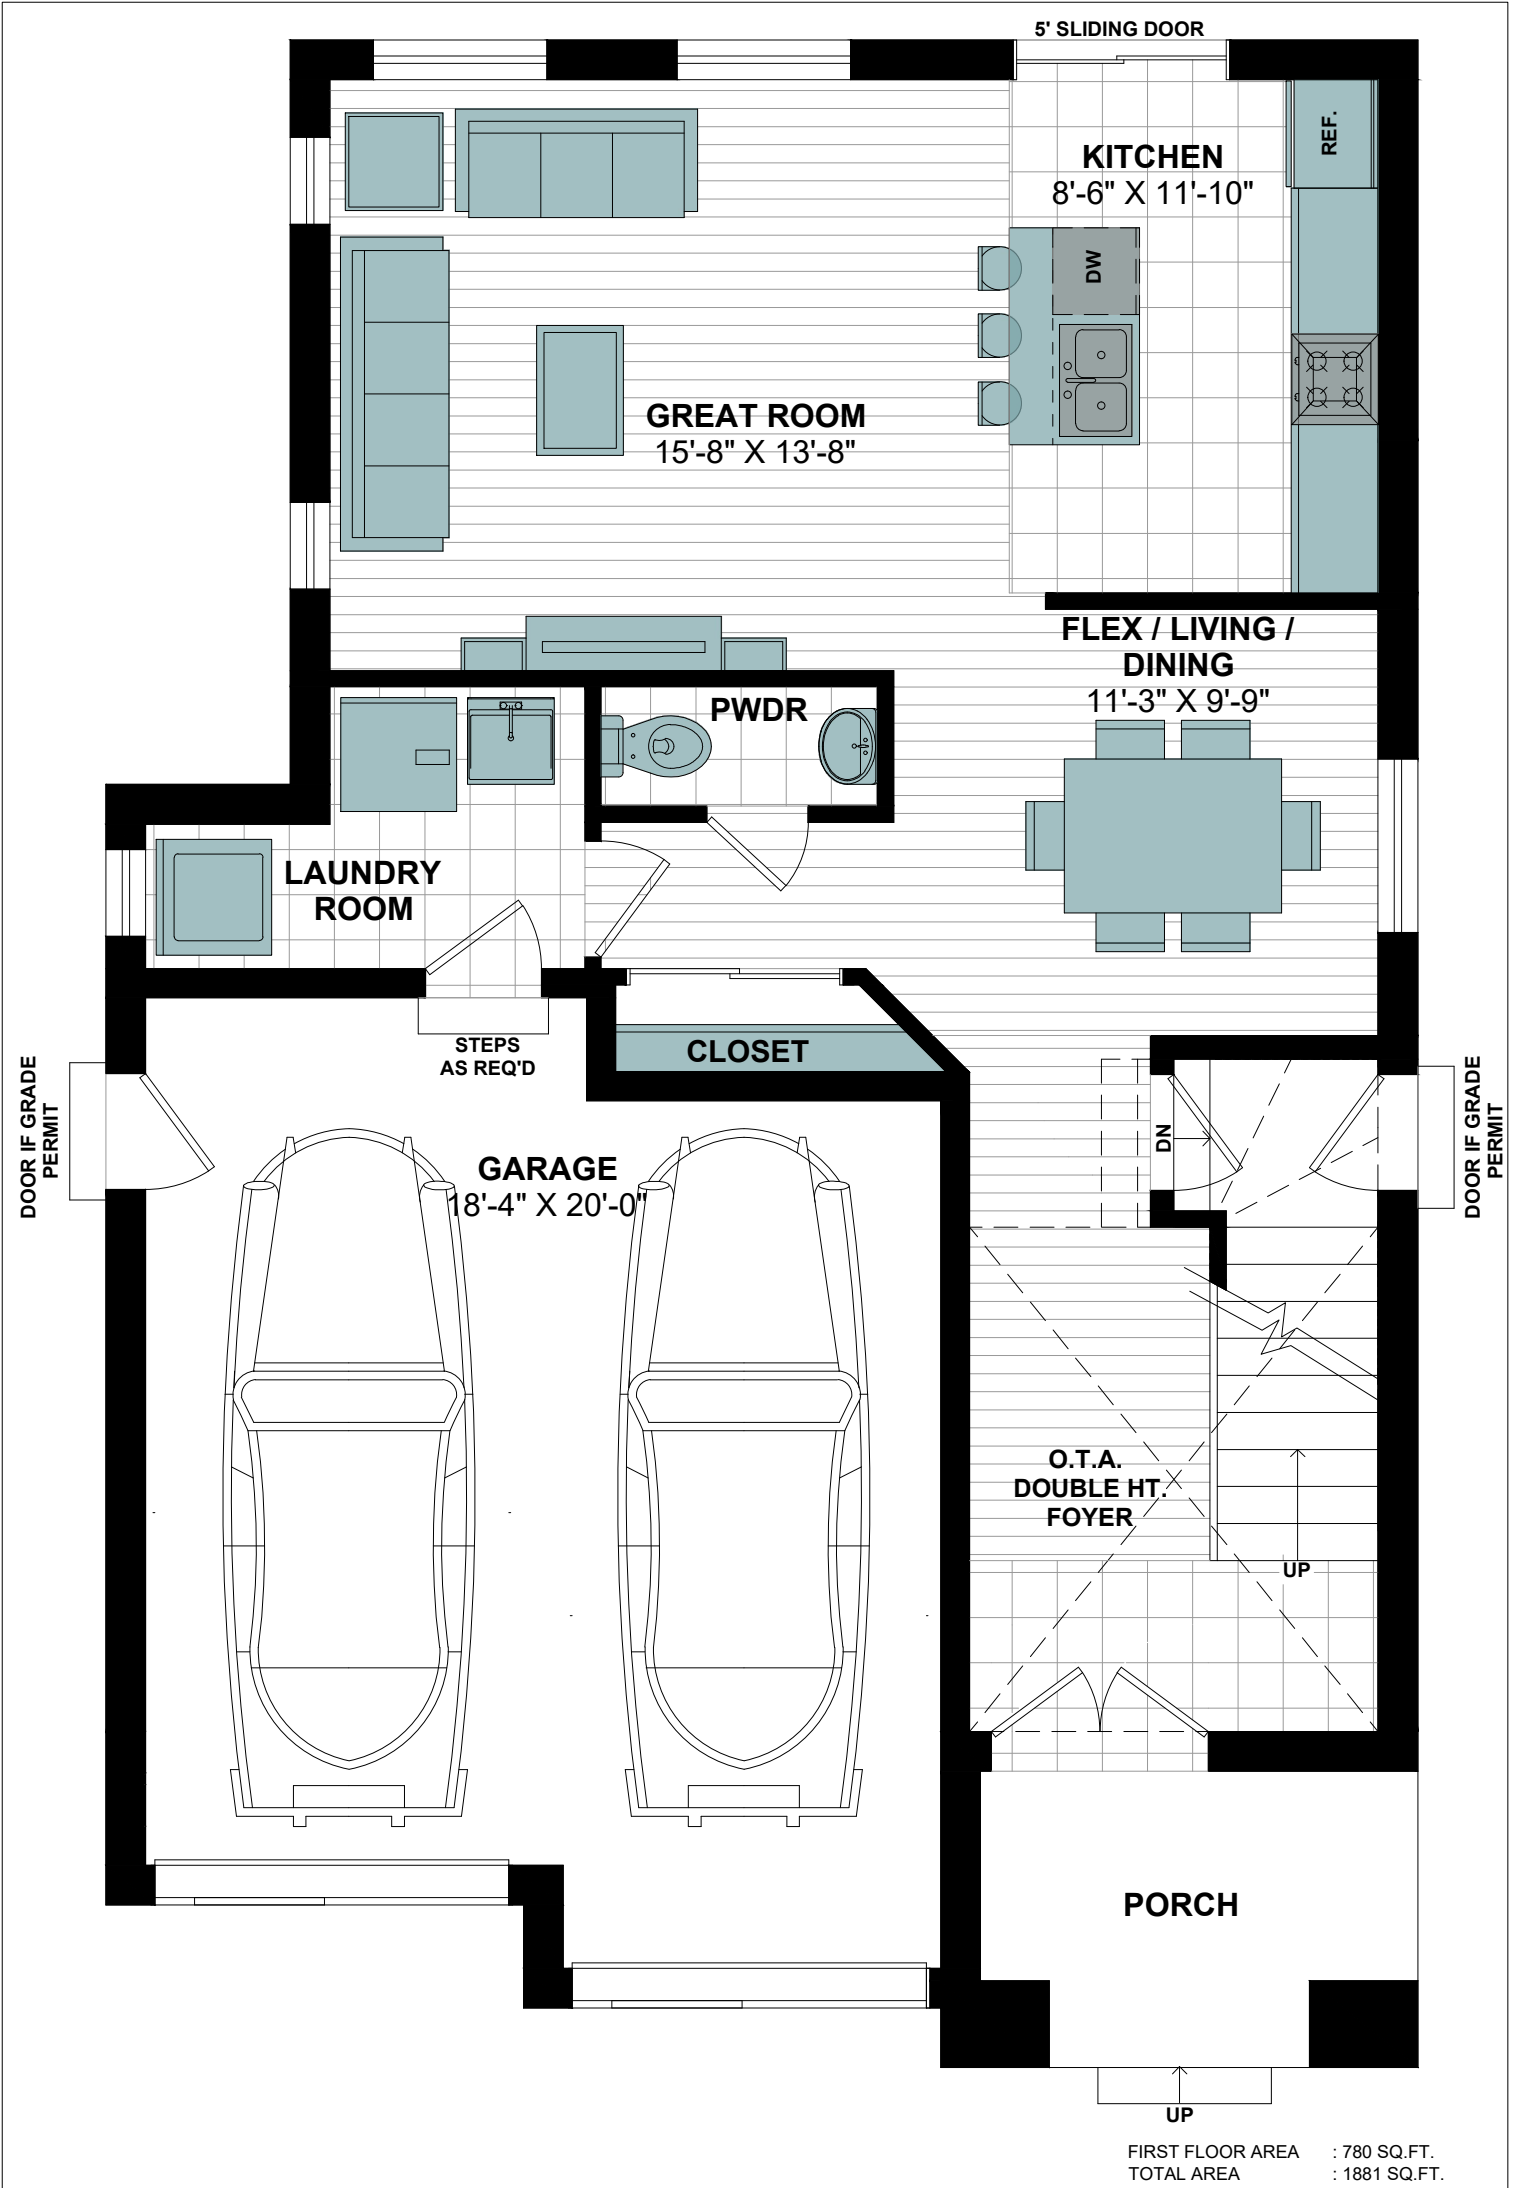 5' SLIDING DOOR
KITCHEN
8'-6" X 11'-10"
REF.
DW
GREAT ROOM
15'-8" X 13'-8"
FLEX / LIVING /
DINING
11'-3" X 9'-9"
PWDR
LAUNDRY
ROOM
STEPS
AS REQ'D
CLOSET
DOOR IF GRADE
PERMIT
GARAGE
18'-4" X 20'-0"
DN
DOOR IF GRADE
PERMIT
O.T.A.
DOUBLE HT.
FOYER
UP
PORCH
UP
FIRST FLOOR AREA : 780 SQ.FT.
TOTAL AREA : 1881 SQ.FT.